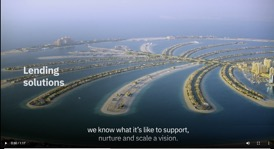 Lending
solutions
we know what it's like to support,
nurture and scale a vision.